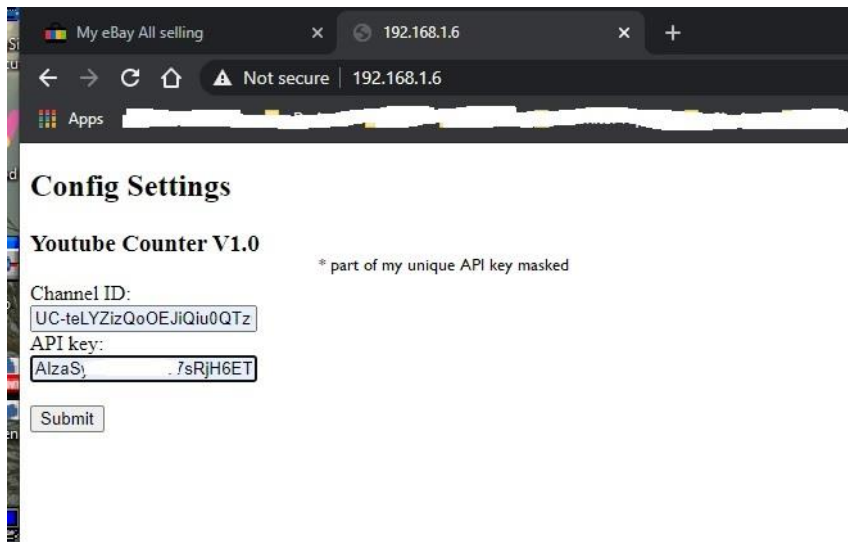 My eBay All selling
192.168.1.6
Not secure
192.168.1.6
Apps
Config Settings
Youtube Counter V1.0
* part of my unique API key masked
Channel ID:
UC-teLYZizQoOEJiQiu0QTz
API key:
AIzaSy .7sRjH6ET
Submit